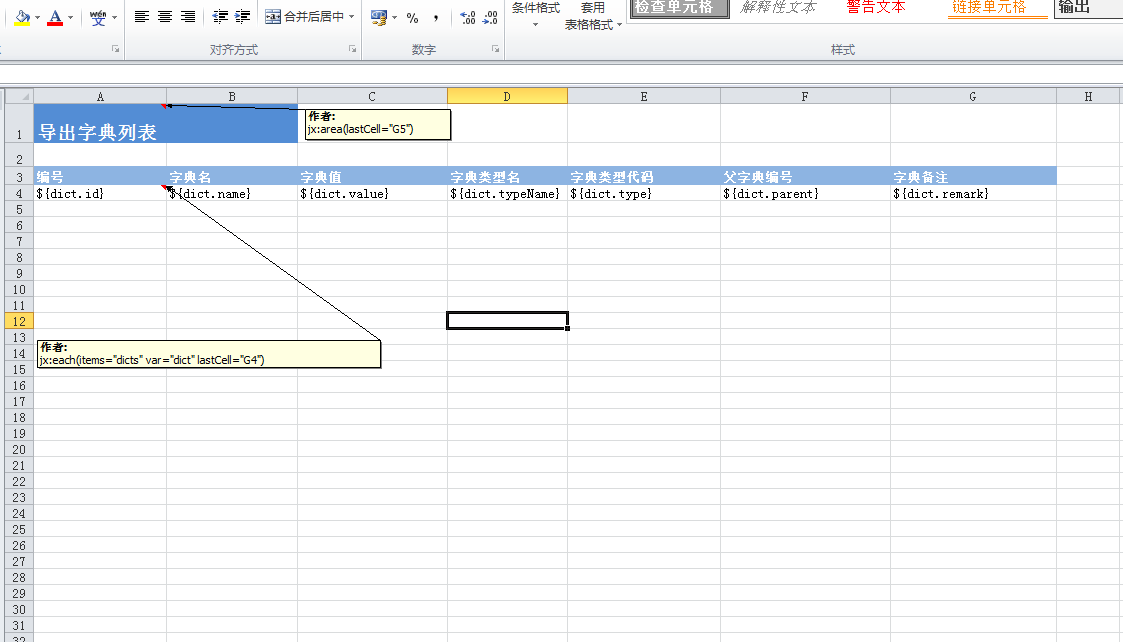 合并后居中
%
,
.00
.00
条件格式
套用
表格格式
检查单元格
解释性文本
警告文本
链接单元格
输出
对齐方式
数字
样式
A B C D E F G H
1 导出字典列表
作者:
jx:area(lastCell="G5")
2
3 编号 字典名 字典值 字典类型名 字典类型代码 父字典编号 字典备注
4 ${dict.id} ${dict.name} ${dict.value} ${dict.typeName} ${dict.type} ${dict.parent} ${dict.remark}
5
6
7
8
9
10
11
12
13
作者:
14 jx:each(items="dicts" var="dict" lastCell="G4")
15
16
17
18
19
20
21
22
23
24
25
26
27
28
29
30
31
32